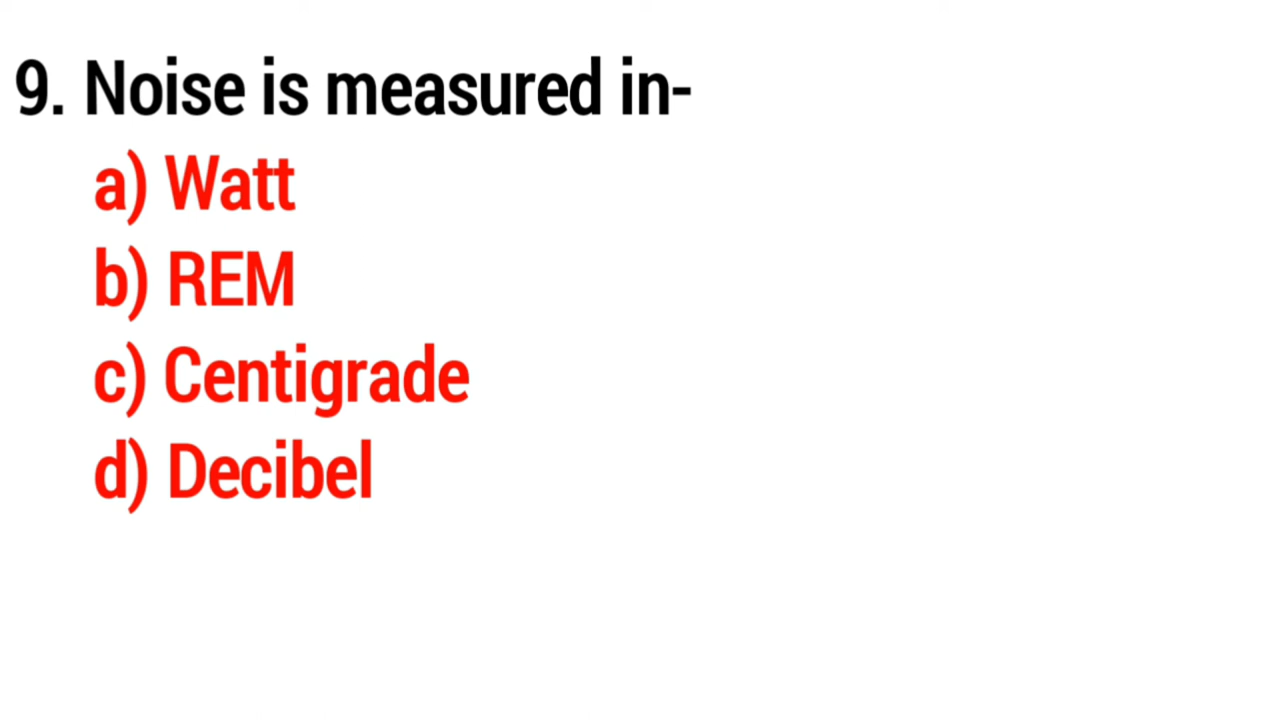 9. Noise is measured in-
a) Watt
b) REM
c) Centigrade
d) Decibel